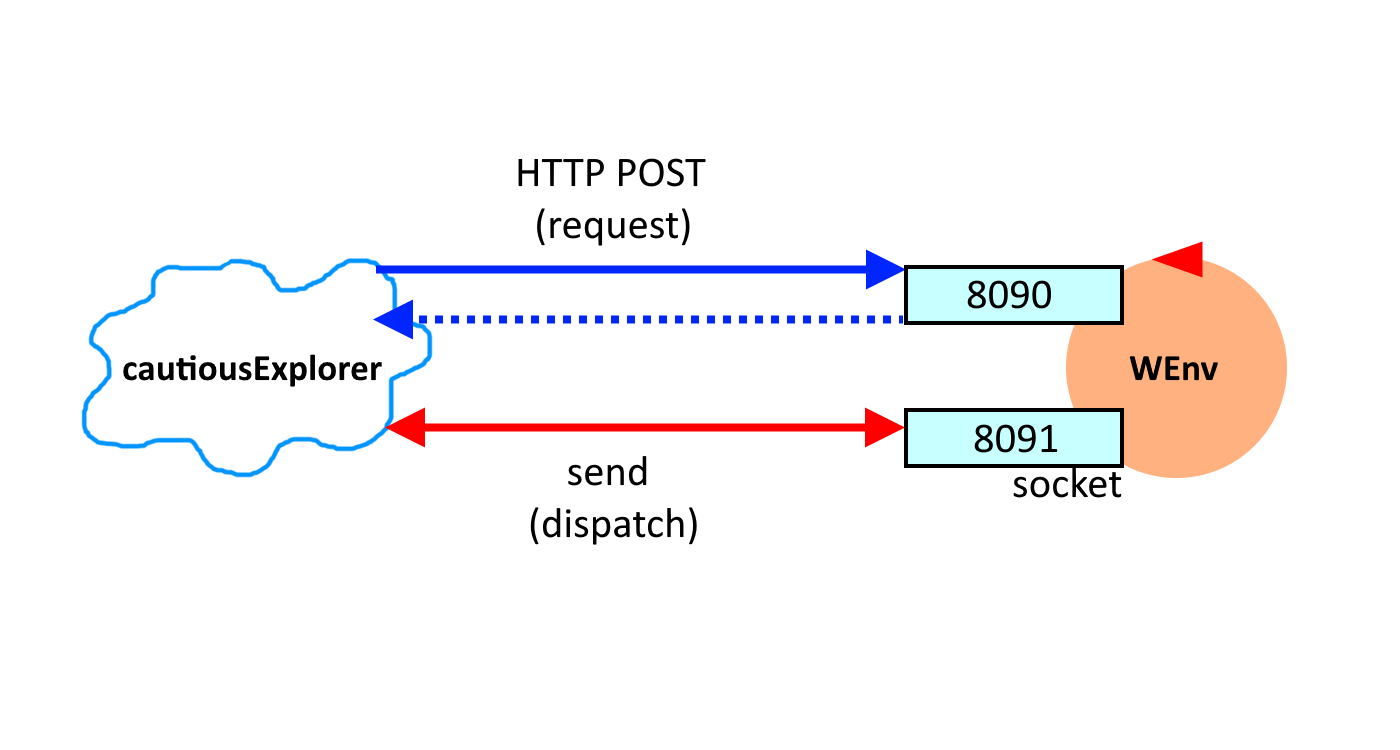 HTTP POST
(request)
8090
cautiousExplorer
WEnv
8091
send
socket
(dispatch)